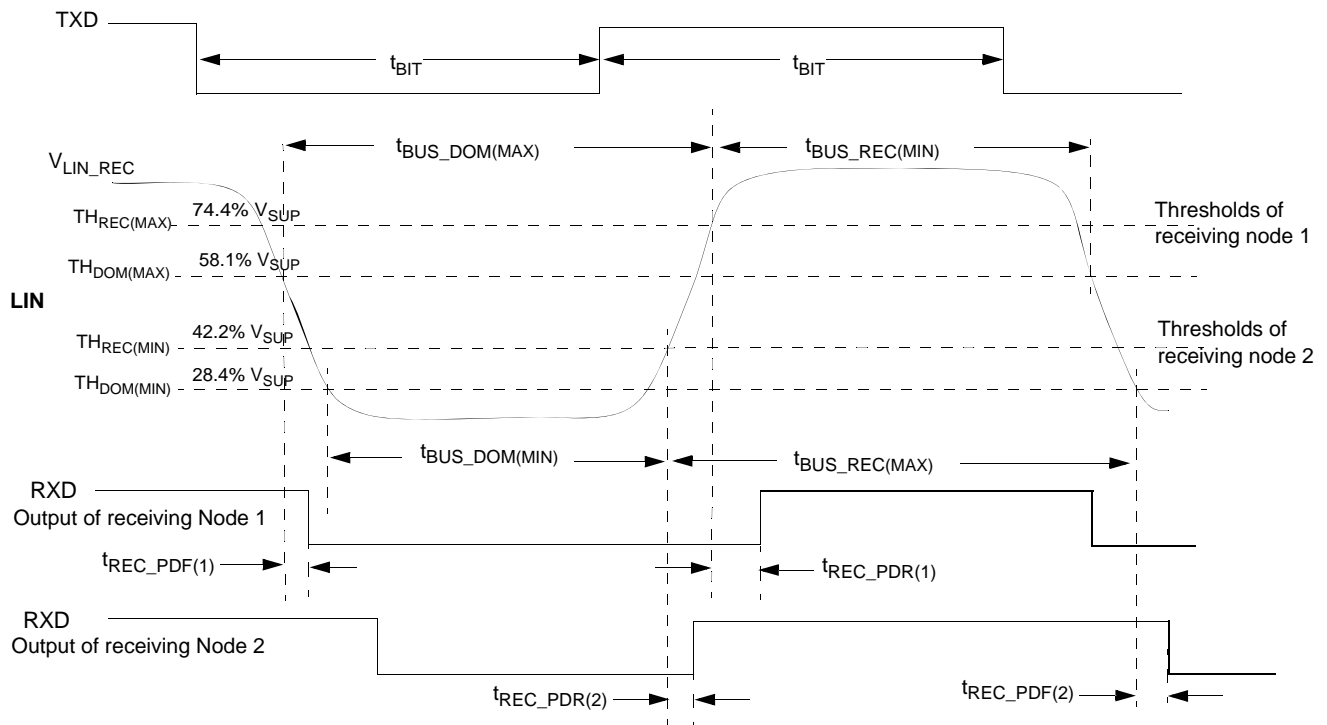 TXD
tBIT tBIT
tBUS_DOM(MAX) tBUS_REC(MIN)
VLIN_REC
THREC(MAX) 74.4% VSUP
Thresholds of
receiving node 1
THDOM(MAX) 58.1% VSUP
LIN
THREC(MIN) 42.2% VSUP
Thresholds of
receiving node 2
THDOM(MIN) 28.4% VSUP
tBUS_DOM(MIN) tBUS_REC(MAX)
RXD
Output of receiving Node 1
tREC_PDF(1) tREC_PDR(1)
RXD
Output of receiving Node 2
tREC_PDR(2) tREC_PDF(2)